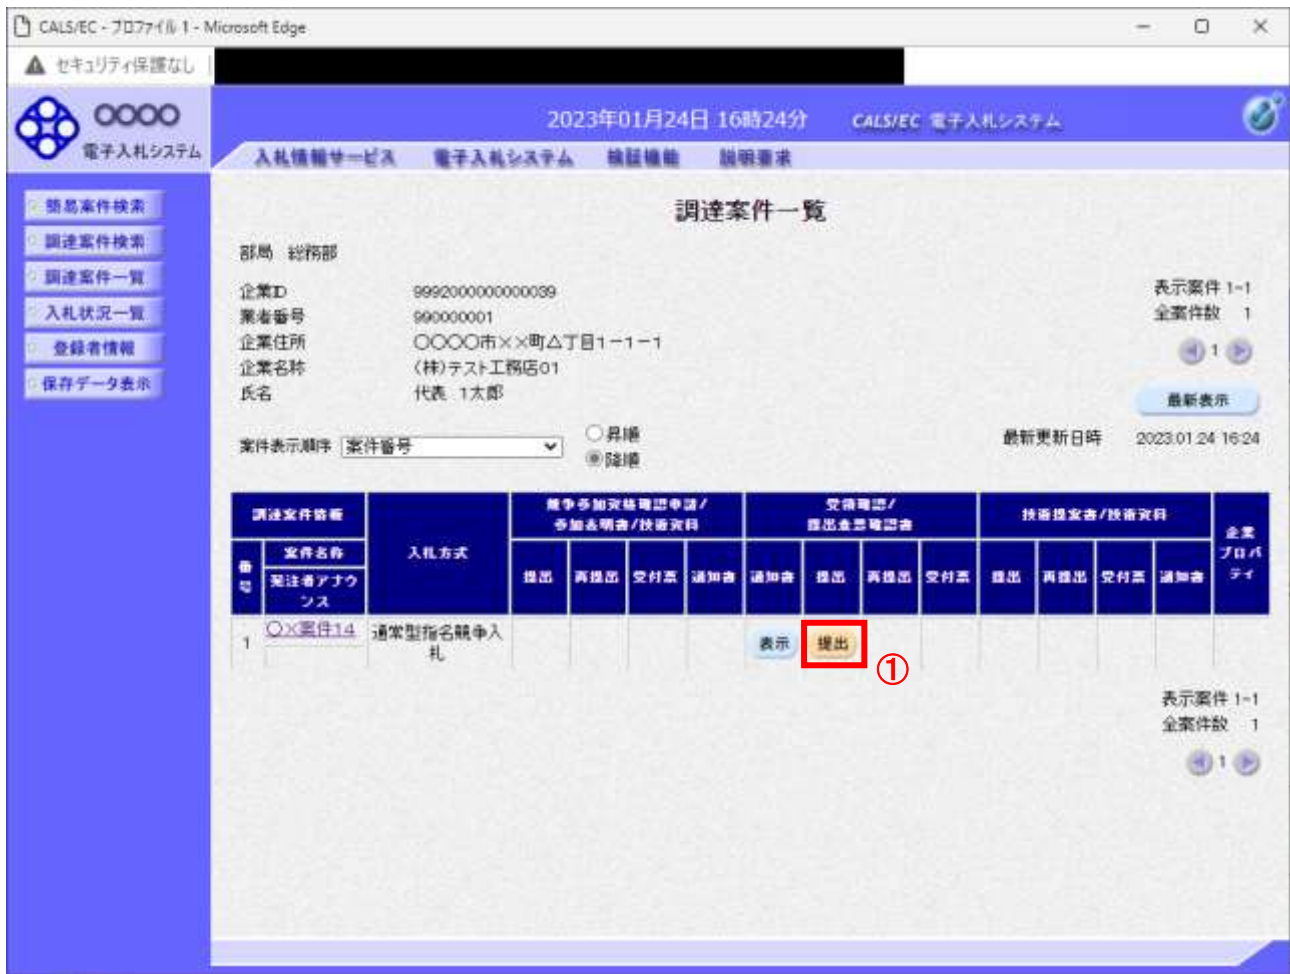 CALS/EC - プロファイル 1 - Microsoft Edge
セキュリティ保護なし
〇〇〇〇
電子入札システム
2023年01月24日 16時24分
CALS/EC 電子入札システム
入札情報サービス 電子入札システム 検証機能 説明要求
簡易案件検索
調達案件検索
調達案件一覧
入札状況一覧
登録者情報
保存データ表示
調達案件一覧
部局 総務部
企業ID 9992000000000039
業者番号 990000001
企業住所 〇〇〇〇市××町△丁目1-1-1
企業名称 (株)テスト工務店01
氏名 代表 1太郎
表示案件 1-1
全案件数 1
1
最新表示
案件表示順序 案件番号
昇順
降順
最新更新日時 2023.01.24 16:24
調達案件情報
番号
案件名称
発注者アナウンス
入札方式
競争参加資格確認申請/
参加表明書/技術資料
提出 再提出 受付票 通知書
受領確認/
提出意思確認書
通知書 提出 再提出 受付票
技術提案書/技術資料
提出 再提出 受付票 通知書
企業プロパティ
1 〇×案件14 通常型指名競争入札 表示 提出
①
表示案件 1-1
全案件数 1
1